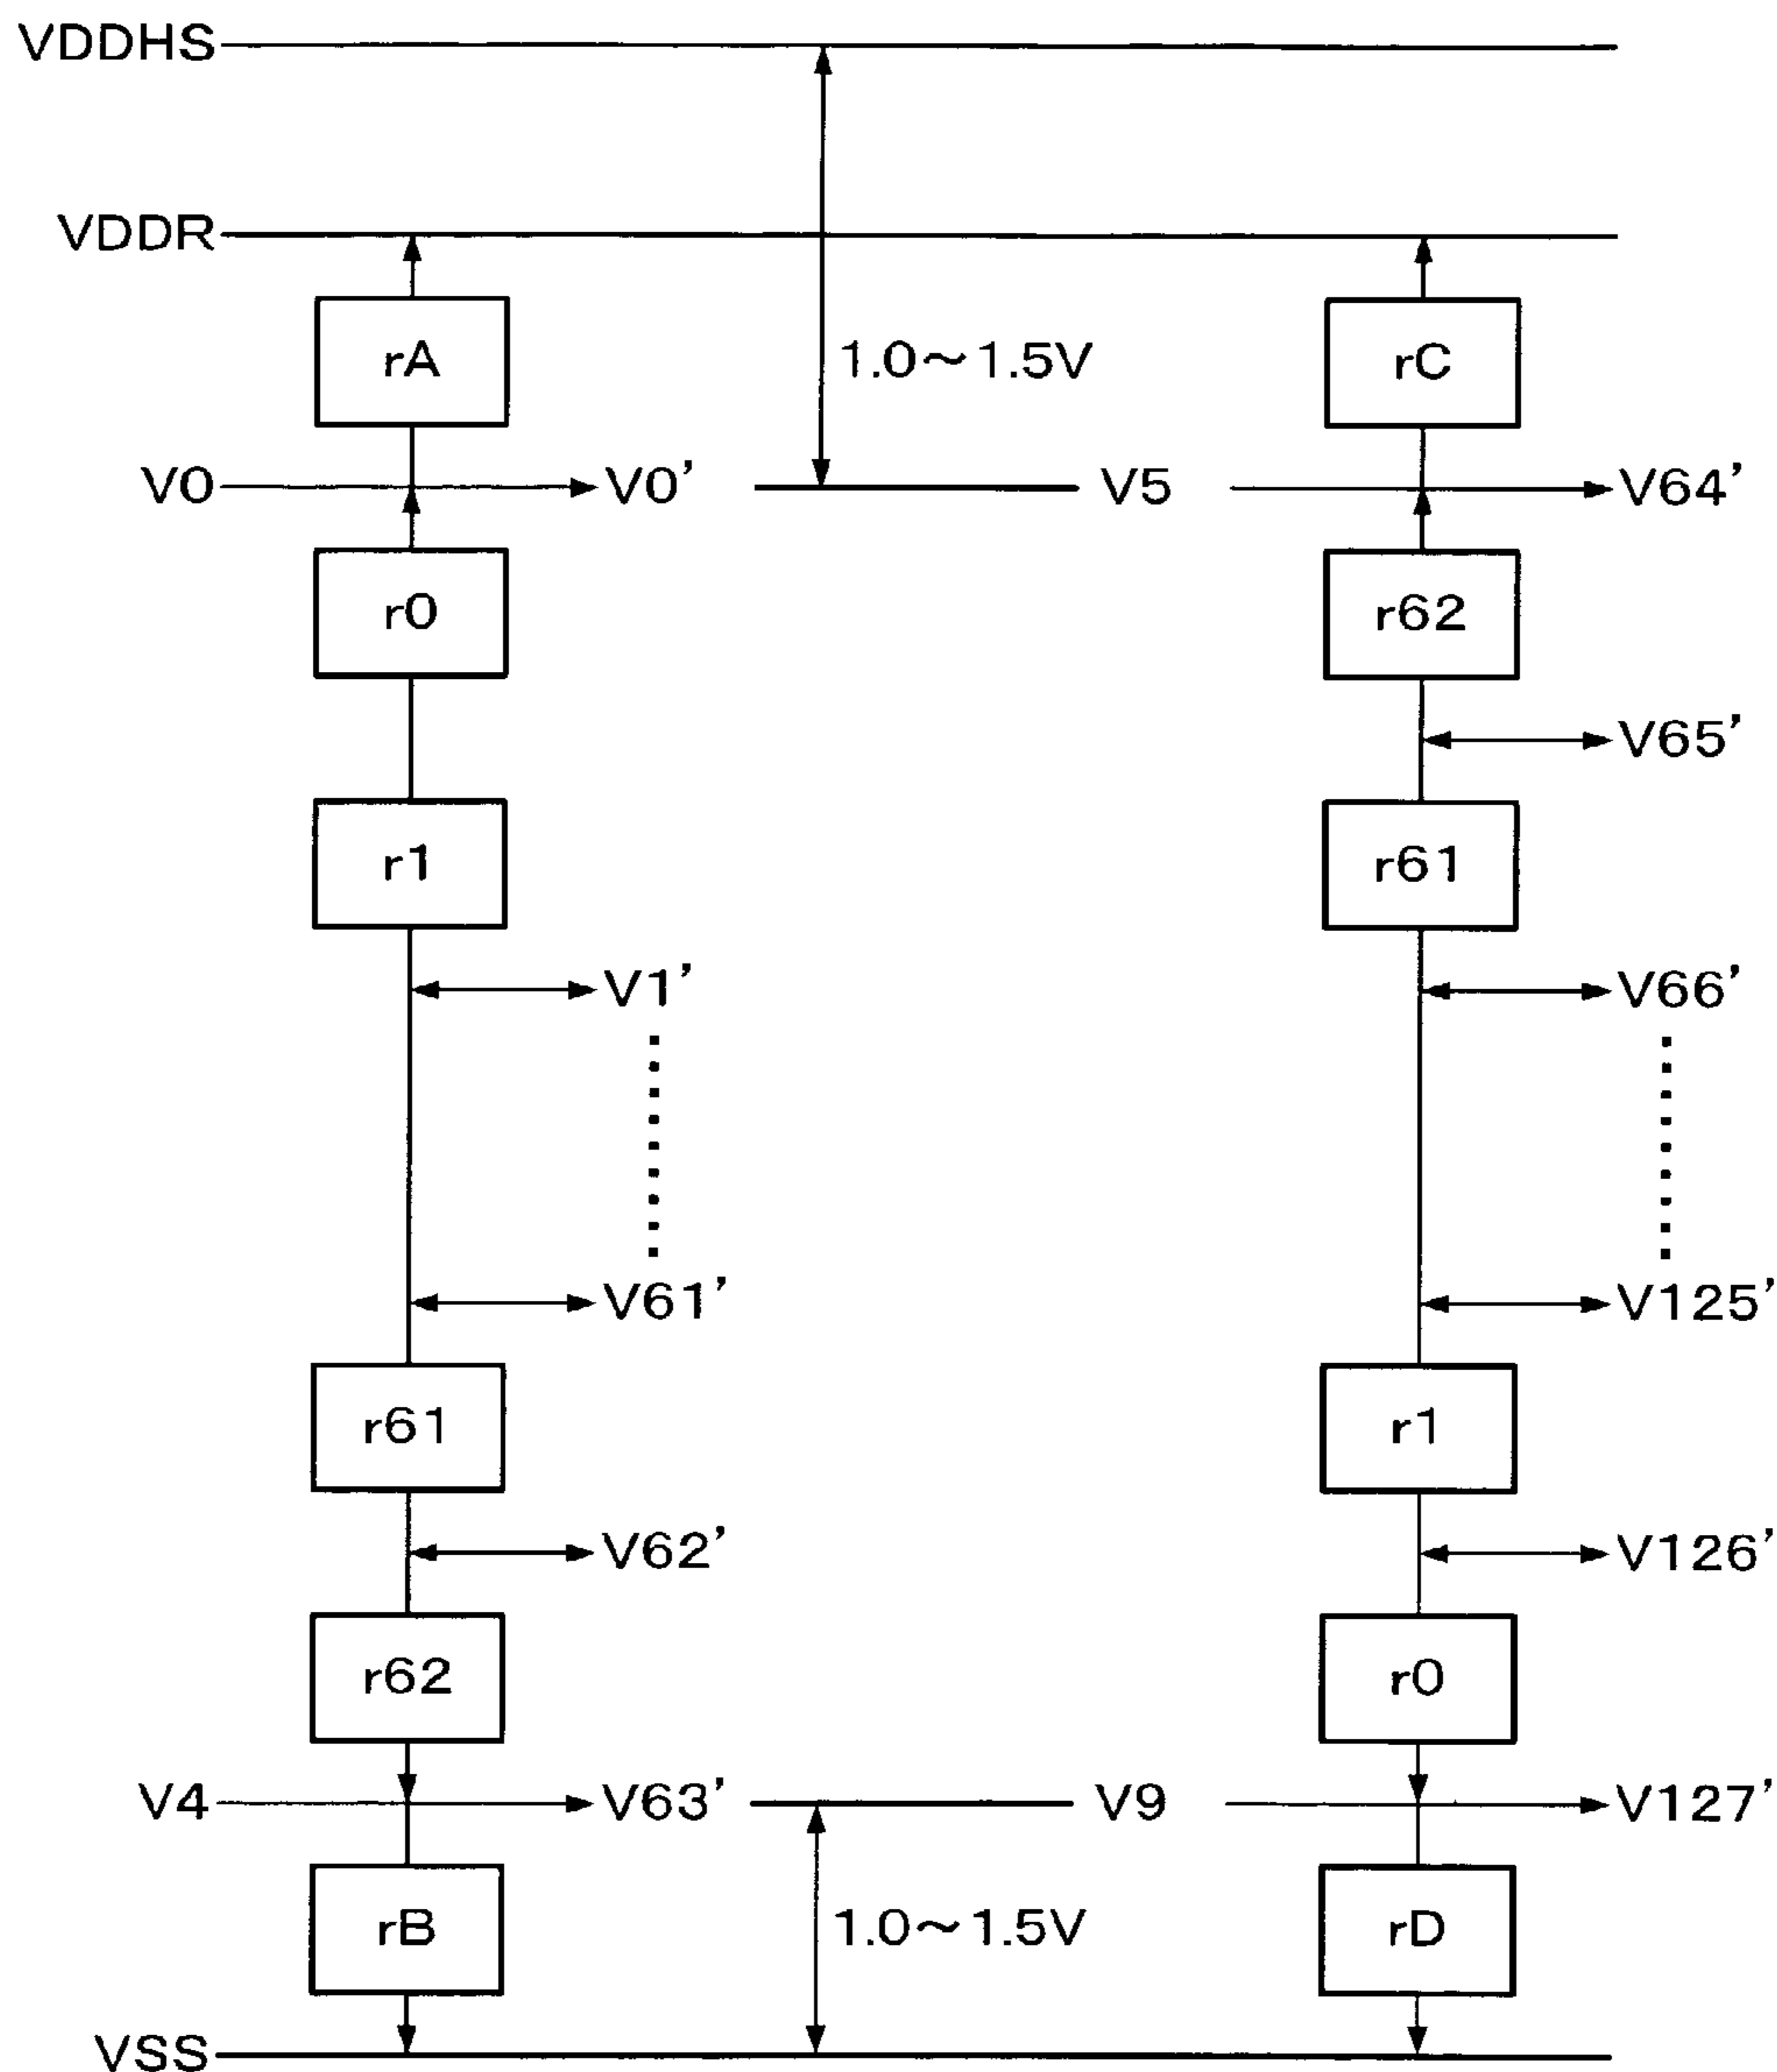 VDDHS
VDDR
rA
1.0~1.5V
rC
V0
V0'
V5
V64'
r0
r62
V65'
r1
r61
V1'
V66'
V61'
V125'
r61
r1
V62'
V126'
r62
r0
V4
V63'
V9
V127'
rB
1.0~1.5V
rD
VSS